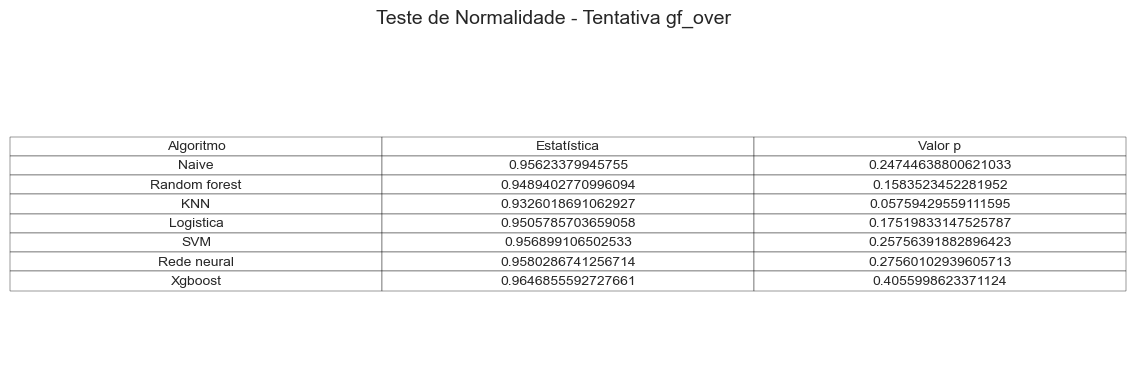 Teste de Normalidade - Tentativa gf_over
Algoritmo Estatística Valor p
Naive 0.95623379945755 0.24744638800621033
Random forest 0.9489402770996094 0.1583523452281952
KNN 0.9326018691062927 0.05759429559111595
Logistica 0.9505785703659058 0.17519833147525787
SVM 0.956899106502533 0.25756391882896423
Rede neural 0.9580286741256714 0.27560102939605713
Xgboost 0.9646855592727661 0.4055998623371124